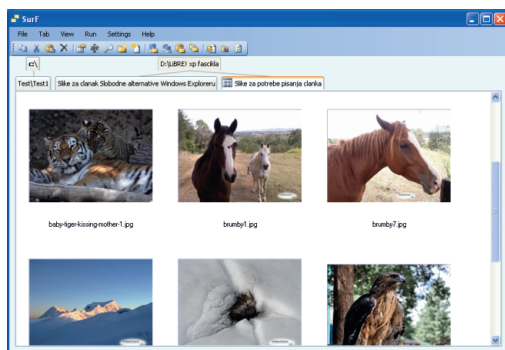 SurF
File Tab View Run Settings Help
c:\ D:\LIBRE! xp fascikla
Test\Test1 Slike za clanak Slobodne alternative Windows Exploreru Slike za potrebe pisanja clanka
baby-tiger-kissing-mother-1.jpg brumby1.jpg brumby7.jpg